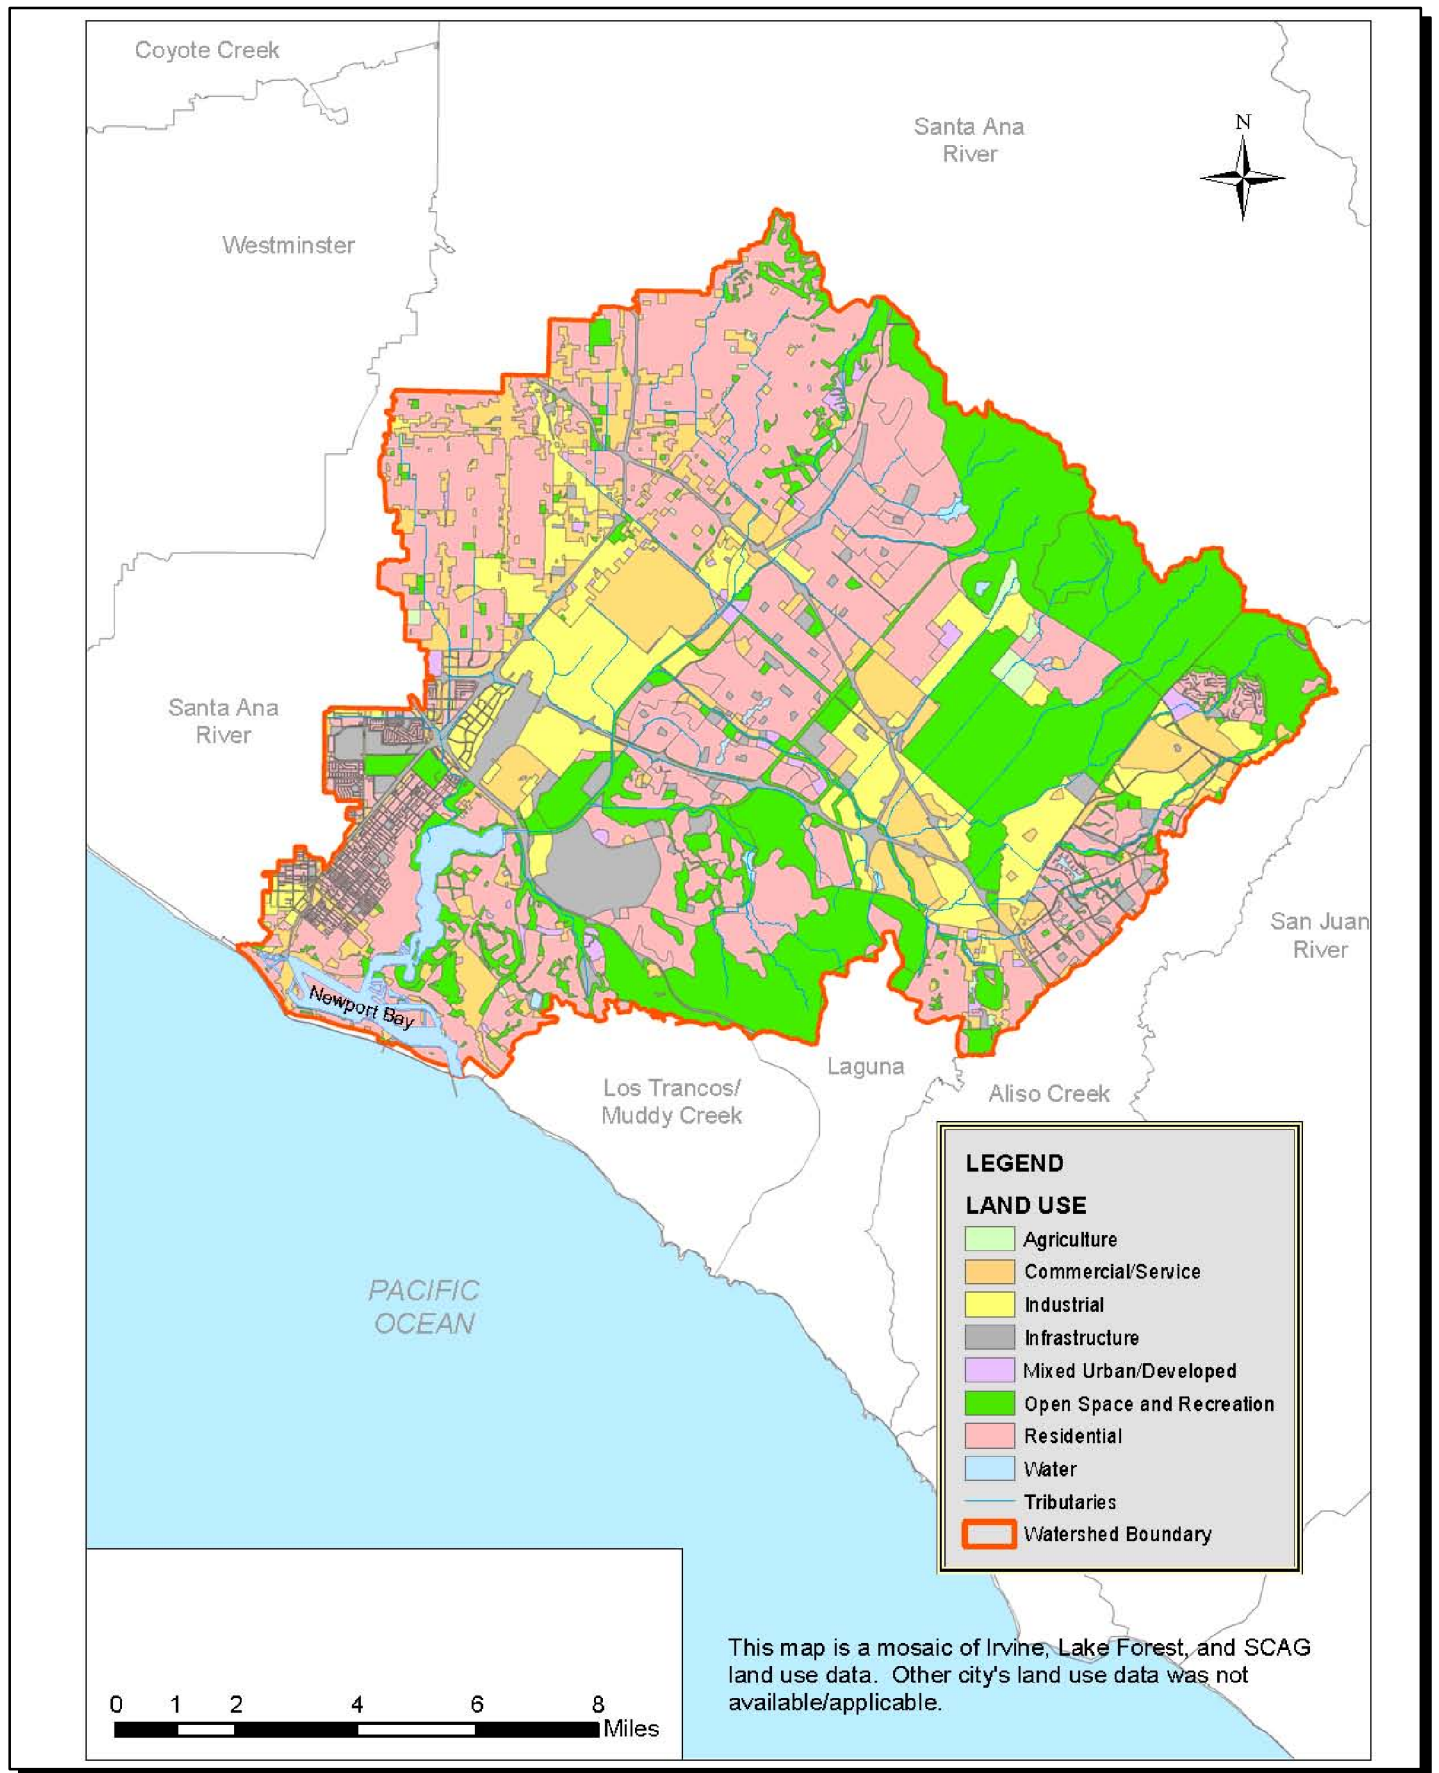 Coyote Creek
Santa Ana
River
N
Westminster
Santa Ana
River
San Juan
River
Newport Bay
Laguna
Los Trancos/
Muddy Creek
Aliso Creek
PACIFIC
OCEAN
LEGEND
LAND USE
Agriculture
Commercial/Service
Industrial
Infrastructure
Mixed Urban/Developed
Open Space and Recreation
Residential
Water
Tributaries
Watershed Boundary
This map is a mosaic of Irvine, Lake Forest, and SCAG
land use data. Other city's land use data was not
available/applicable.
0 1 2 4 6 8
Miles